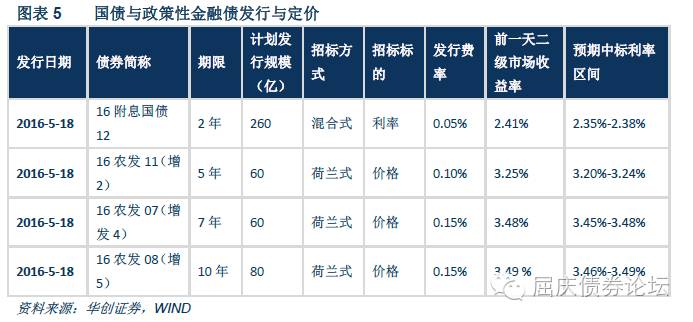 图表 5 国债与政策性金融债发行与定价
发行日期 债券简称 期限 计划发行规模（亿） 招标方式 招标标的 发行费率 前一天二级市场收益率 预期中标利率区间
2016-5-18 16 附息国债 12 2 年 260 混合式 利率 0.05% 2.41% 2.35%-2.38%
2016-5-18 16 农发 11（增 2） 5 年 60 荷兰式 价格 0.10% 3.25% 3.20%-3.24%
2016-5-18 16 农发 07（增发 4） 7 年 60 荷兰式 价格 0.15% 3.48% 3.45%-3.48%
2016-5-18 16 农发 08（增 5） 10 年 80 荷兰式 价格 0.15% 3.49 % 3.46%-3.49%
屈庆债券论坛
资料来源：华创证券，WIND